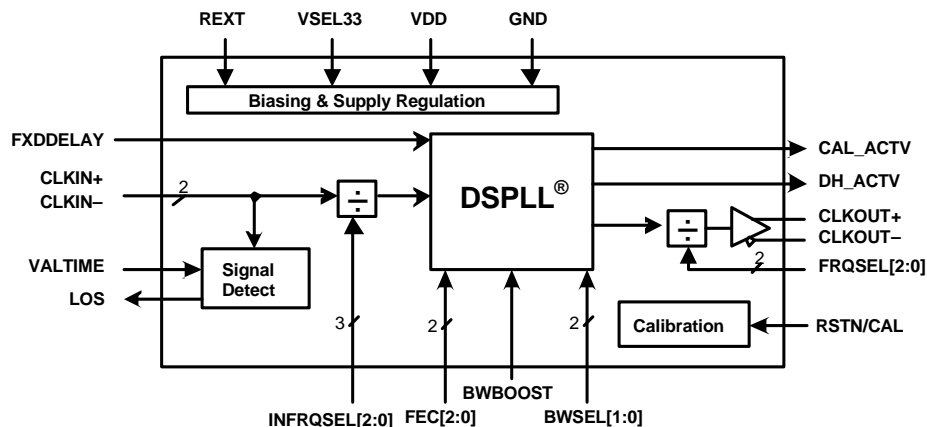 REXT VSEL33 VDD GND
Biasing & Supply Regulation
FXDDELAY
CAL_ACTV
CLKIN+
2
CLKIN–
÷
DSPLL®
DH_ACTV
CLKOUT+
÷
CLKOUT–
VALTIME
Signal
Detect
2
FRQSEL[2:0]
LOS
3
2
2
Calibration
RSTN/CAL
BWBOOST
INFRQSEL[2:0] FEC[2:0] BWSEL[1:0]